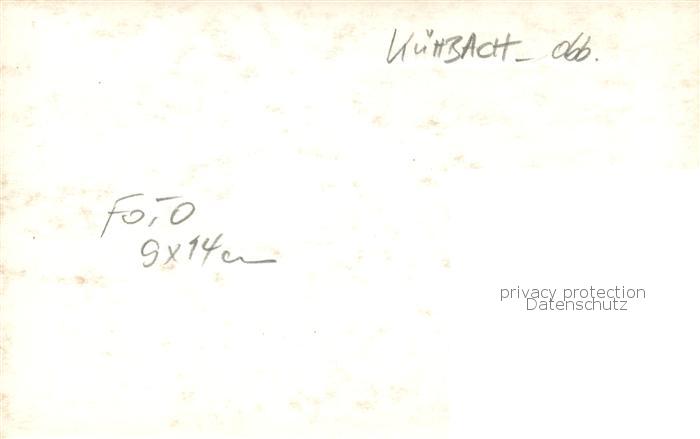 KÜHBACH - Obb.
FOTO
9x14cm
privacy protection
Datenschutz